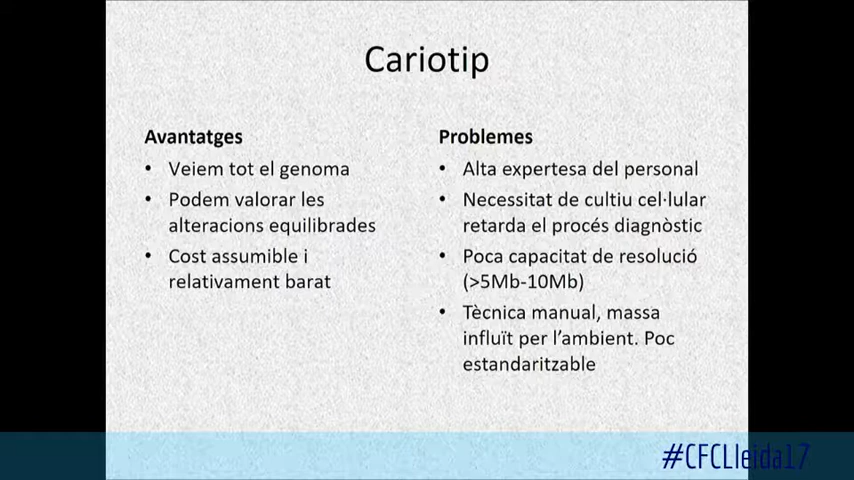 Cariotip
Avantatges
• Veiem tot el genoma
• Podem valorar les
alteracions equilibrades
• Cost assumible i
relativament barat
Problemes
• Alta expertesa del personal
• Necessitat de cultiu cel·lular
retarda el procés diagnòstic
• Poca capacitat de resolució
(>5Mb-10Mb)
• Tècnica manual, massa
influït per l'ambient. Poc
estandaritzable
#CFCLleida17